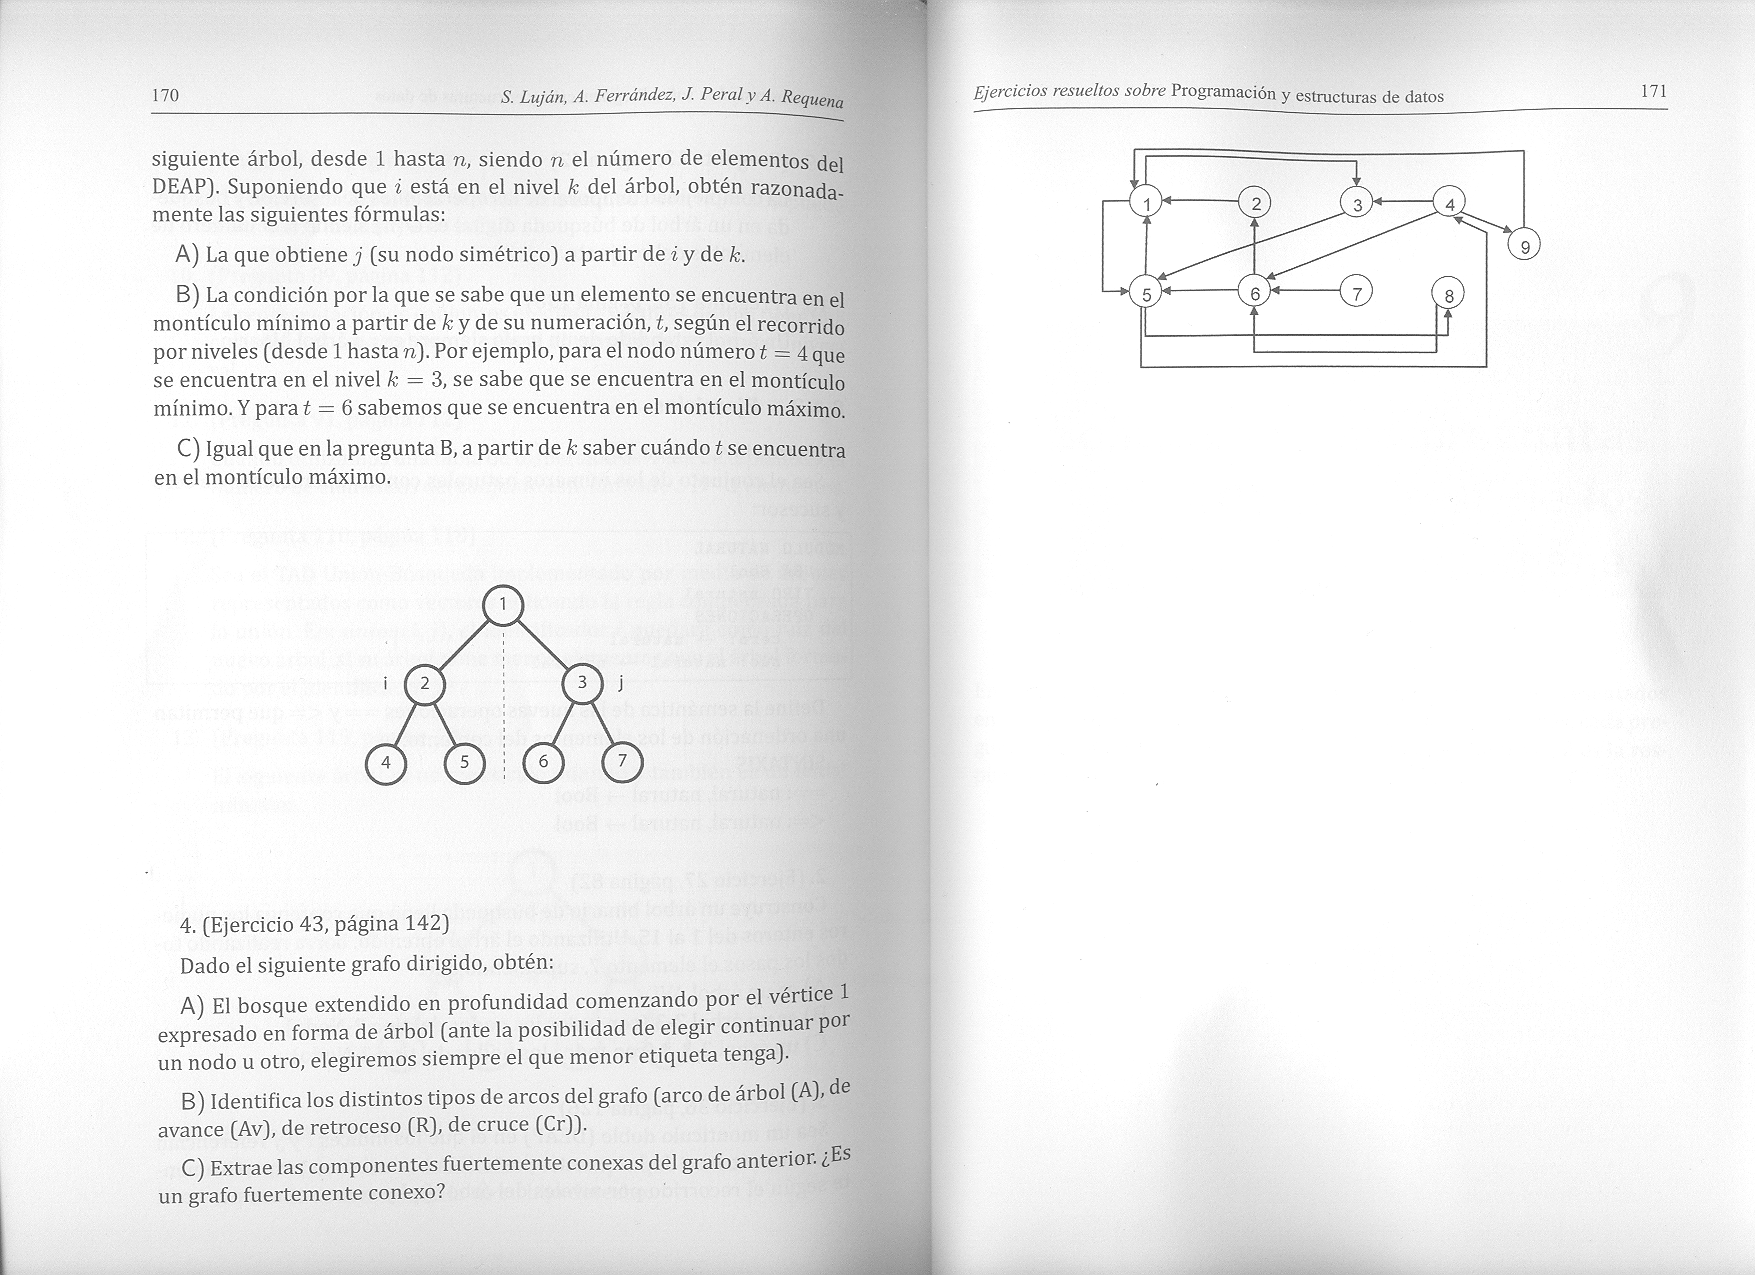 170
S. Luján, A. Ferrández, J. Peral y A. Requena
siguiente árbol, desde 1 hasta n, siendo n el número de elementos del
DEAP). Suponiendo que i está en el nivel k del árbol, obtén razonada-
mente las siguientes fórmulas:
A) La que obtiene j (su nodo simétrico) a partir de i y de k.
B) La condición por la que se sabe que un elemento se encuentra en el
montículo mínimo a partir de k y de su numeración, t, según el recorrido
por niveles (desde 1 hasta n). Por ejemplo, para el nodo número t = 4 que
se encuentra en el nivel k = 3, se sabe que se encuentra en el montículo
mínimo. Y para t = 6 sabemos que se encuentra en el montículo máximo.
C) Igual que en la pregunta B, a partir de k saber cuándo t se encuentra
en el montículo máximo.
1
i 2 3 j
4 5 6 7
4. (Ejercicio 43, página 142)
Dado el siguiente grafo dirigido, obtén:
A) El bosque extendido en profundidad comenzando por el vértice 1
expresado en forma de árbol (ante la posibilidad de elegir continuar por
un nodo u otro, elegiremos siempre el que menor etiqueta tenga).
B) Identifica los distintos tipos de arcos del grafo (arco de árbol (A), de
avance (Av), de retroceso (R), de cruce (Cr)).
C) Extrae las componentes fuertemente conexas del grafo anterior. ¿Es
un grafo fuertemente conexo?
Ejercicios resueltos sobre Programación y estructuras de datos
171
1 2 3 4
9
5 6 7 8